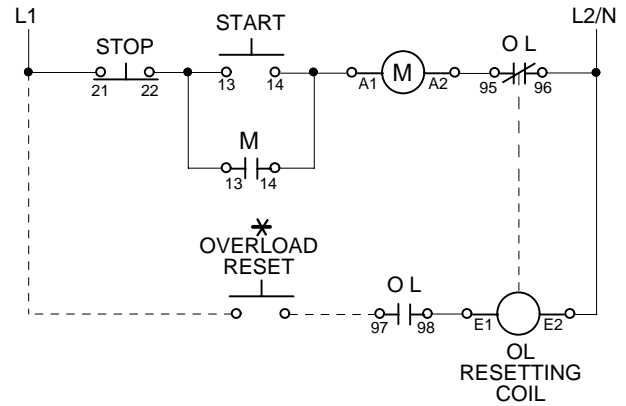 L1
L2/N
STOP
START
O L
21 22
13 14
A1 M A2
95 96
M
13 14
*
OVERLOAD
RESET
O L
97 98
E1 E2
OL
RESETTING
COIL